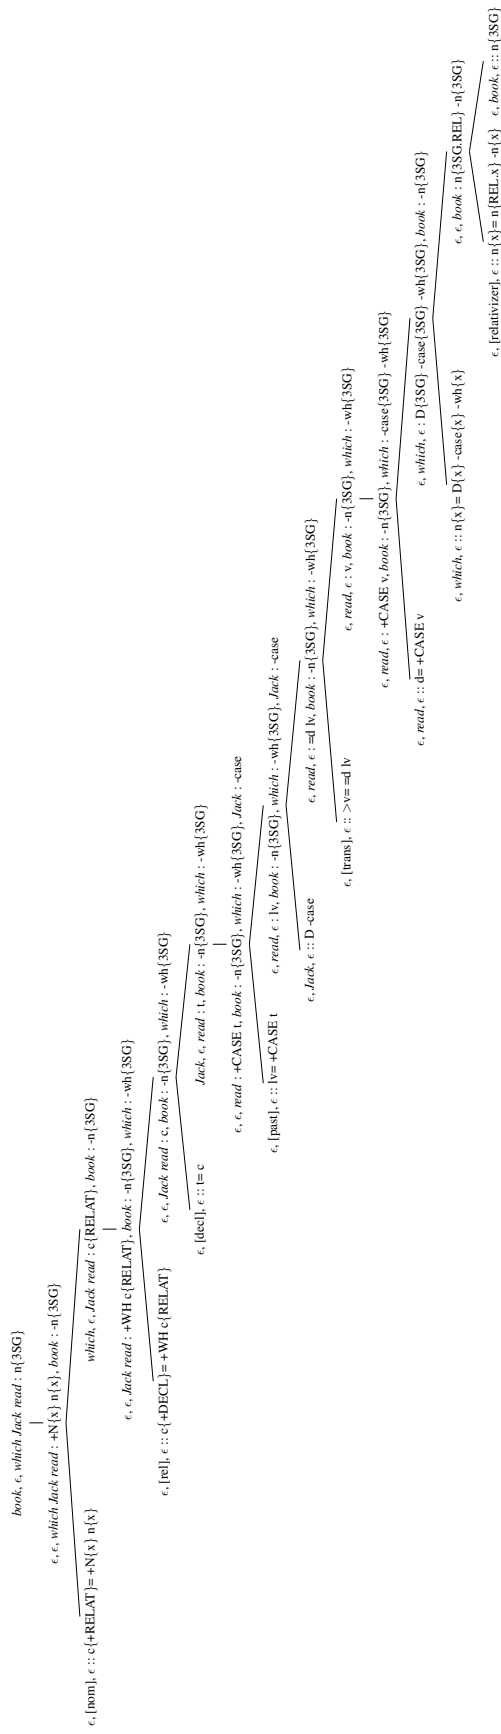 book, ϵ, which Jack read : n{3SG}
ϵ, ϵ, which Jack read : +N{x} n{x}, book : -n{3SG}
ϵ, [nom], ϵ :: c{+RELAT}= +N{x} n{x}
which, ϵ, Jack read : c{RELAT}, book : -n{3SG}
ϵ, ϵ, Jack read : +WH c{RELAT}, book : -n{3SG}, which : -wh{3SG}
ϵ, [rel], ϵ :: c{+DECL}= +WH c{RELAT}
ϵ, ϵ, Jack read : c, book : -n{3SG}, which : -wh{3SG}
ϵ, [decl], ϵ :: t= c
Jack, ϵ, read : t, book : -n{3SG}, which : -wh{3SG}
ϵ, ϵ, read : +CASE t, book : -n{3SG}, which : -wh{3SG}, Jack : -case
ϵ, [past], ϵ :: lv= +CASE t
ϵ, read, ϵ : lv, book : -n{3SG}, which : -wh{3SG}, Jack : -case
ϵ, Jack, ϵ :: D -case
ϵ, read, ϵ : =d lv, book : -n{3SG}, which : -wh{3SG}
ϵ, [trans], ϵ :: >v= =d lv
ϵ, read, ϵ : v, book : -n{3SG}, which : -wh{3SG}
ϵ, read, ϵ : +CASE v, book : -n{3SG}, which : -case{3SG} -wh{3SG}
ϵ, read, ϵ :: d= +CASE v
ϵ, which, ϵ : D{3SG} -case{3SG} -wh{3SG}, book : -n{3SG}
ϵ, which, ϵ :: n{x}= D{x} -case{x} -wh{x}
ϵ, ϵ, book : n{3SG.REL} -n{3SG}
ϵ, [relativizer], ϵ :: n{x}= n{REL.x} -n{x}
ϵ, book, ϵ :: n{3SG}